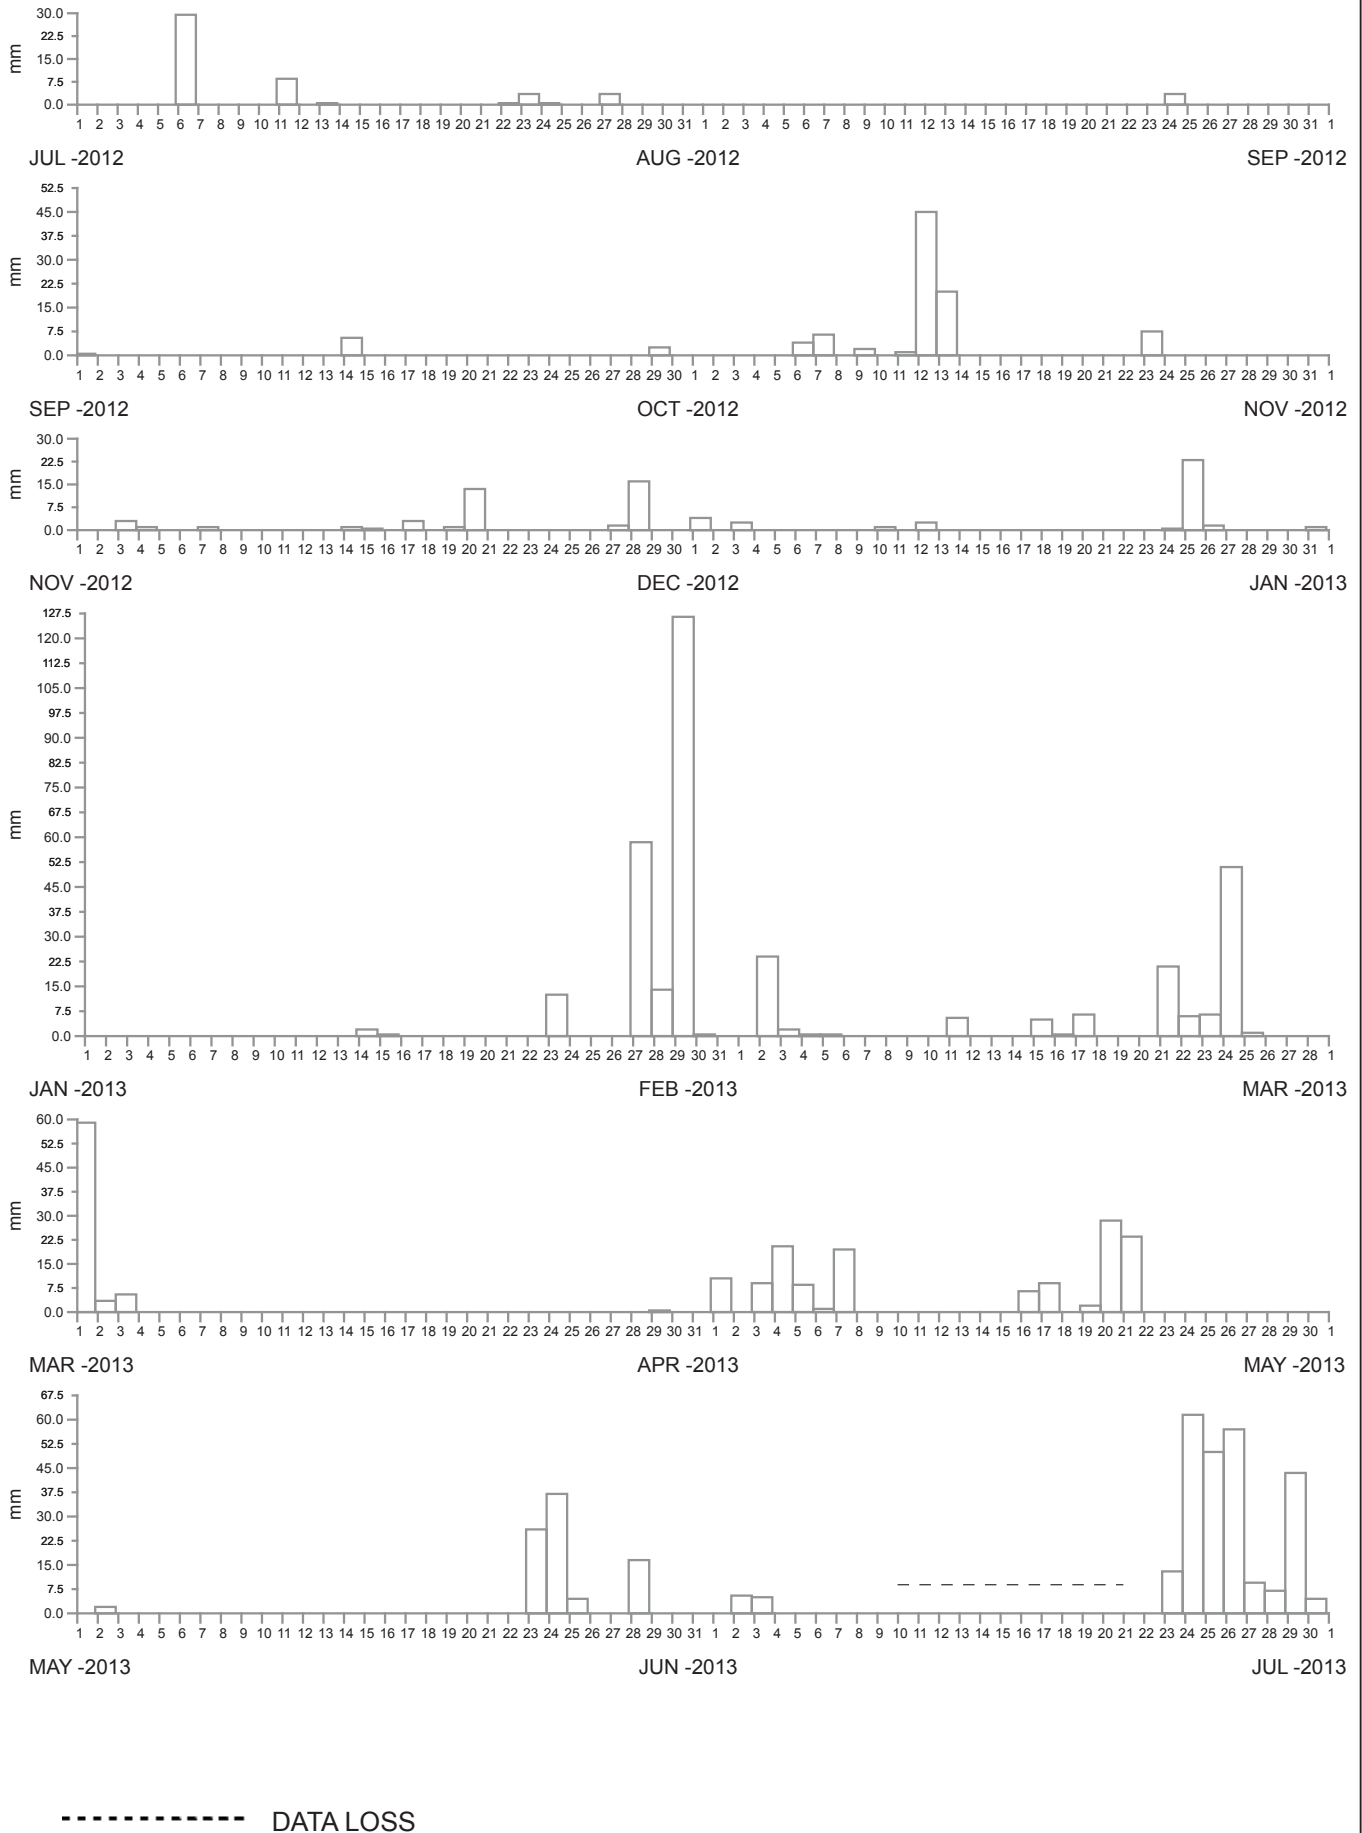 30.0
22.5
15.0
7.5
0.0
mm
1 2 3 4 5 6 7 8 9 10 11 12 13 14 15 16 17 18 19 20 21 22 23 24 25 26 27 28 29 30 31 1 2 3 4 5 6 7 8 9 10 11 12 13 14 15 16 17 18 19 20 21 22 23 24 25 26 27 28 29 30 31 1
JUL -2012 AUG -2012 SEP -2012
52.5
45.0
37.5
30.0
22.5
15.0
7.5
0.0
mm
1 2 3 4 5 6 7 8 9 10 11 12 13 14 15 16 17 18 19 20 21 22 23 24 25 26 27 28 29 30 1 2 3 4 5 6 7 8 9 10 11 12 13 14 15 16 17 18 19 20 21 22 23 24 25 26 27 28 29 30 31 1
SEP -2012 OCT -2012 NOV -2012
30.0
22.5
15.0
7.5
0.0
mm
1 2 3 4 5 6 7 8 9 10 11 12 13 14 15 16 17 18 19 20 21 22 23 24 25 26 27 28 29 30 1 2 3 4 5 6 7 8 9 10 11 12 13 14 15 16 17 18 19 20 21 22 23 24 25 26 27 28 29 30 31 1
NOV -2012 DEC -2012 JAN -2013
127.5
120.0
112.5
105.0
97.5
90.0
82.5
75.0
67.5
60.0
52.5
45.0
37.5
30.0
22.5
15.0
7.5
0.0
mm
1 2 3 4 5 6 7 8 9 10 11 12 13 14 15 16 17 18 19 20 21 22 23 24 25 26 27 28 29 30 31 1 2 3 4 5 6 7 8 9 10 11 12 13 14 15 16 17 18 19 20 21 22 23 24 25 26 27 28 1
JAN -2013 FEB -2013 MAR -2013
60.0
52.5
45.0
37.5
30.0
22.5
15.0
7.5
0.0
mm
1 2 3 4 5 6 7 8 9 10 11 12 13 14 15 16 17 18 19 20 21 22 23 24 25 26 28 29 30 31 1 2 3 4 5 6 7 8 9 10 11 12 13 14 15 16 17 18 19 20 21 22 23 24 25 26 27 28 29 30 1
MAR -2013 APR -2013 MAY -2013
67.5
60.0
52.5
45.0
37.5
30.0
22.5
15.0
7.5
0.0
mm
1 2 3 4 5 6 7 8 9 10 11 12 13 14 15 16 17 18 19 20 21 22 23 24 25 26 27 28 29 30 31 1 2 3 4 5 6 7 8 9 10 11 12 13 14 15 16 17 18 19 20 21 22 23 24 25 26 27 28 29 30 1
MAY -2013 JUN -2013 JUL -2013
DATA LOSS